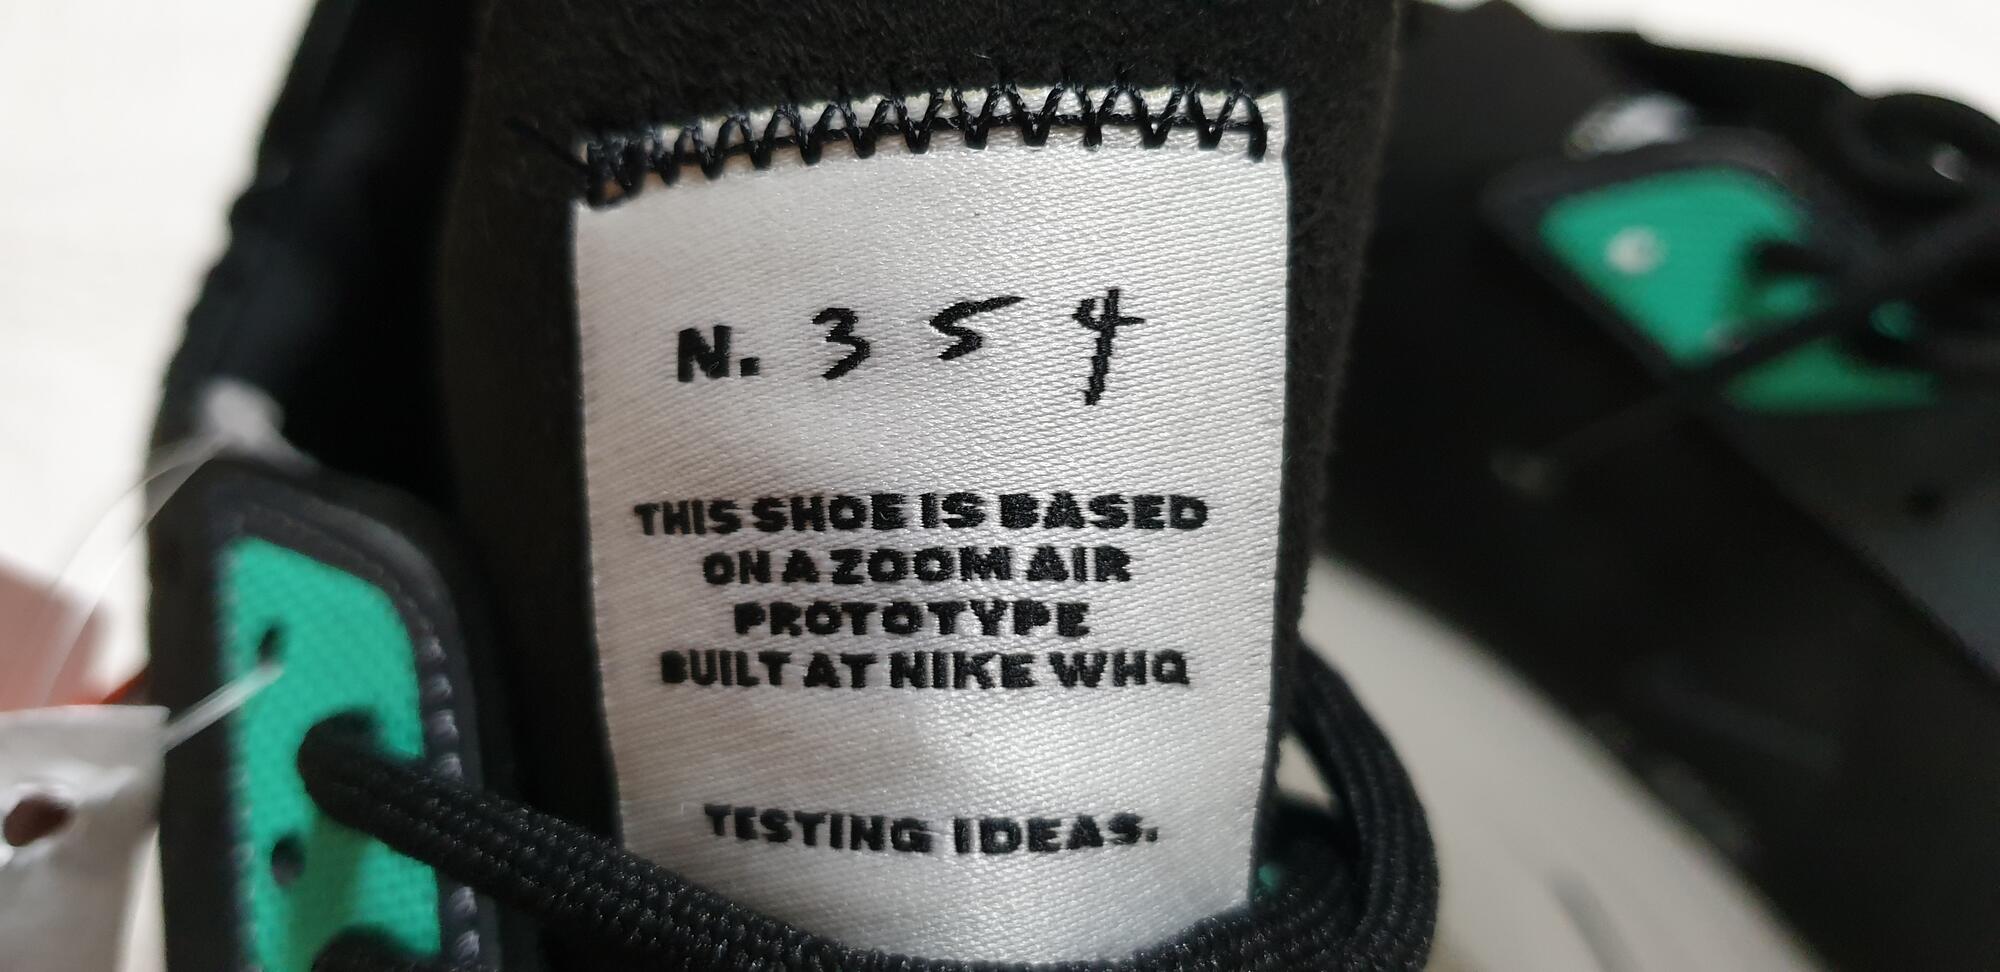 N. 354
THIS SHOE IS BASED
ON A ZOOM AIR
PROTOTYPE
BUILT AT NIKE WHQ
TESTING IDEAS.